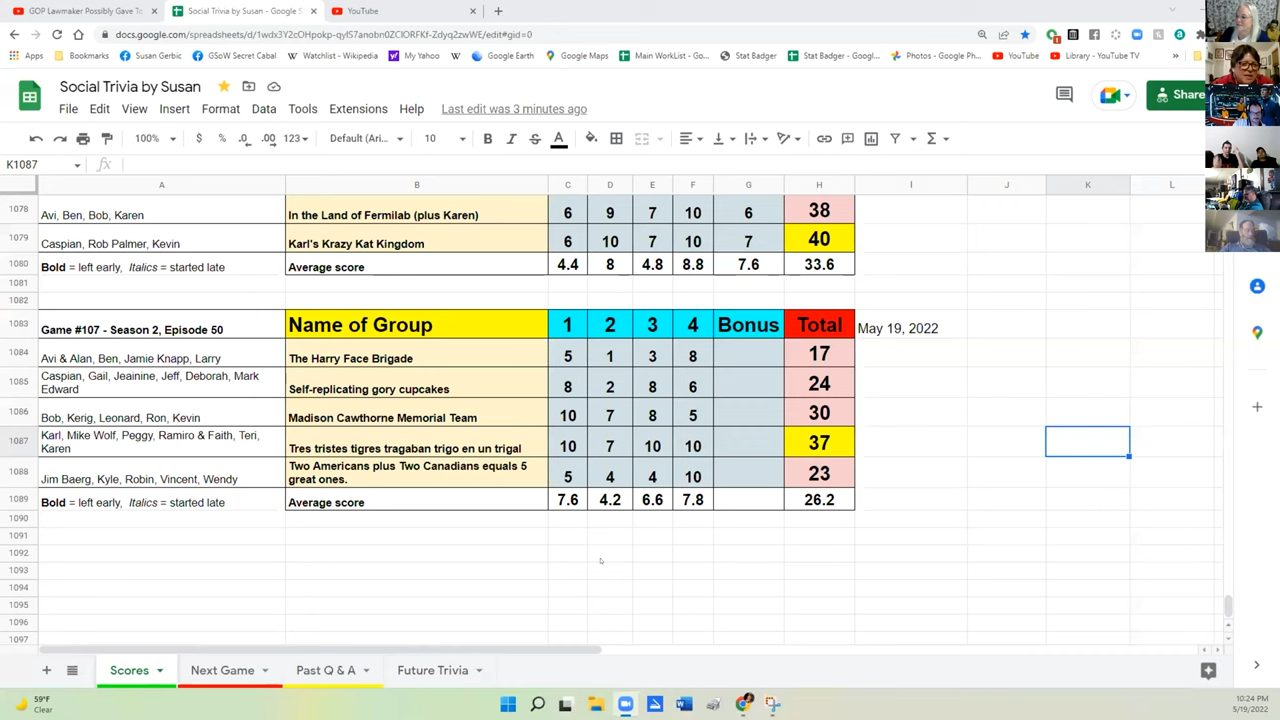 GOP Lawmaker Possibly Gave To
Social Trivia by Susan - Google S
YouTube
docs.google.com/spreadsheets/d/1wdx3Y2cOHpokp-qyIS7anobn0ZCIORFKf-Zdyq2zwWE/edit#gid=0
Apps Bookmarks Susan Gerbic GSoW Secret Cabal Watchlist - Wikipedia My Yahoo Google Earth Google Maps Main WorkList - Go... Stat Badger Stat Badger - Googl... Photos - Google Ph... YouTube Library - YouTube TV
Social Trivia by Susan
File Edit View Insert Format Data Tools Extensions Help Last edit was 3 minutes ago
Share
100% $ % .0 .00 123 Default (Ari... 10 B I S A
K1087 fx
A B C D E F G H I J K L
1078 Avi, Ben, Bob, Karen In the Land of Fermilab (plus Karen) 6 9 7 10 6 38
1079 Caspian, Rob Palmer, Kevin Karl's Krazy Kat Kingdom 6 10 7 10 7 40
1080 Bold = left early, Italics = started late Average score 4.4 8 4.8 8.8 7.6 33.6
1081
1082
1083 Game #107 - Season 2, Episode 50 Name of Group 1 2 3 4 Bonus Total May 19, 2022
1084 Avi & Alan, Ben, Jamie Knapp, Larry The Harry Face Brigade 5 1 3 8 17
1085 Caspian, Gail, Jeainine, Jeff, Deborah, Mark
Edward Self-replicating gory cupcakes 8 2 8 6 24
1086 Bob, Kerig, Leonard, Ron, Kevin Madison Cawthorne Memorial Team 10 7 8 5 30
1087 Karl, Mike Wolf, Peggy, Ramiro & Faith, Teri,
Karen Tres tristes tigres tragaban trigo en un trigal 10 7 10 10 37
1088 Jim Baerg, Kyle, Robin, Vincent, Wendy Two Americans plus Two Canadians equals 5
great ones. 5 4 4 10 23
1089 Bold = left early, Italics = started late Average score 7.6 4.2 6.6 7.8 26.2
1090
1091
1092
1093
1094
1095
1096
1097
Scores Next Game Past Q & A Future Trivia
59°F
Clear
10:24 PM
5/19/2022